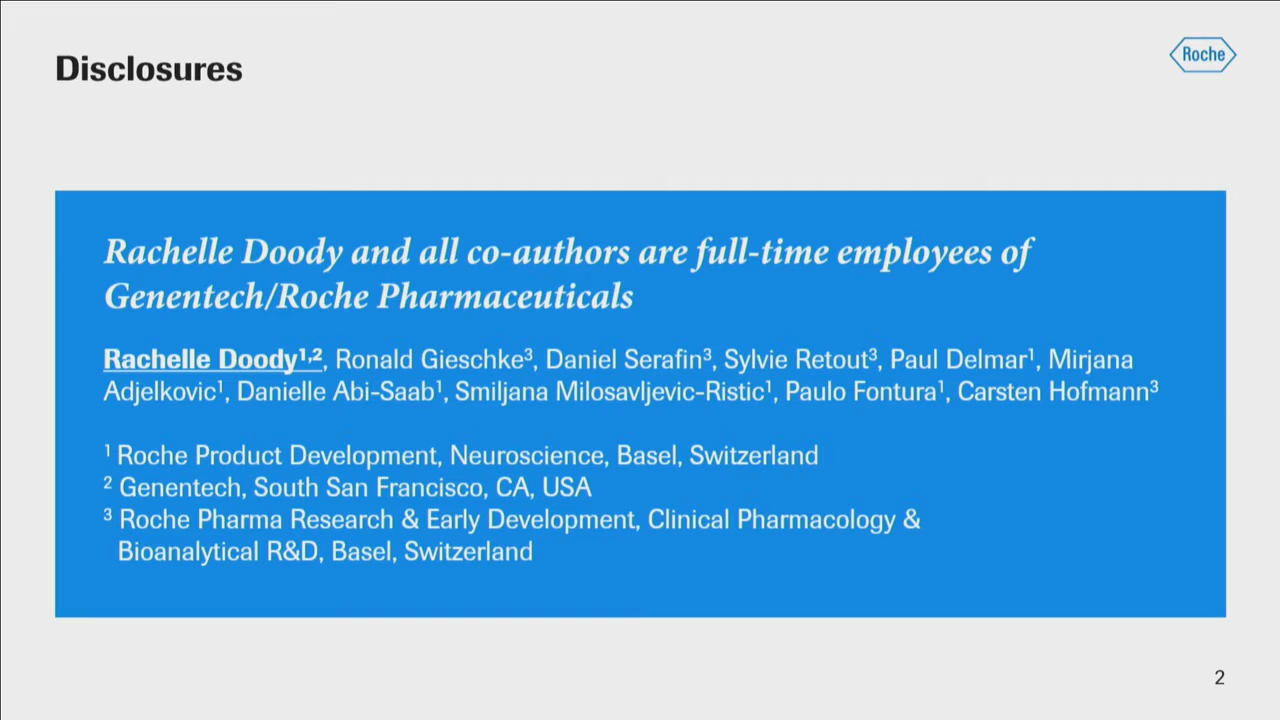 Disclosures
Roche
Rachelle Doody and all co-authors are full-time employees of
Genentech/Roche Pharmaceuticals
Rachelle Doody¹,², Ronald Gieschke³, Daniel Serafin³, Sylvie Retout³, Paul Delmar¹, Mirjana
Adjelkovic¹, Danielle Abi-Saab¹, Smiljana Milosavljevic-Ristic¹, Paulo Fontura¹, Carsten Hofmann³
¹ Roche Product Development, Neuroscience, Basel, Switzerland
² Genentech, South San Francisco, CA, USA
³ Roche Pharma Research & Early Development, Clinical Pharmacology &
Bioanalytical R&D, Basel, Switzerland
2